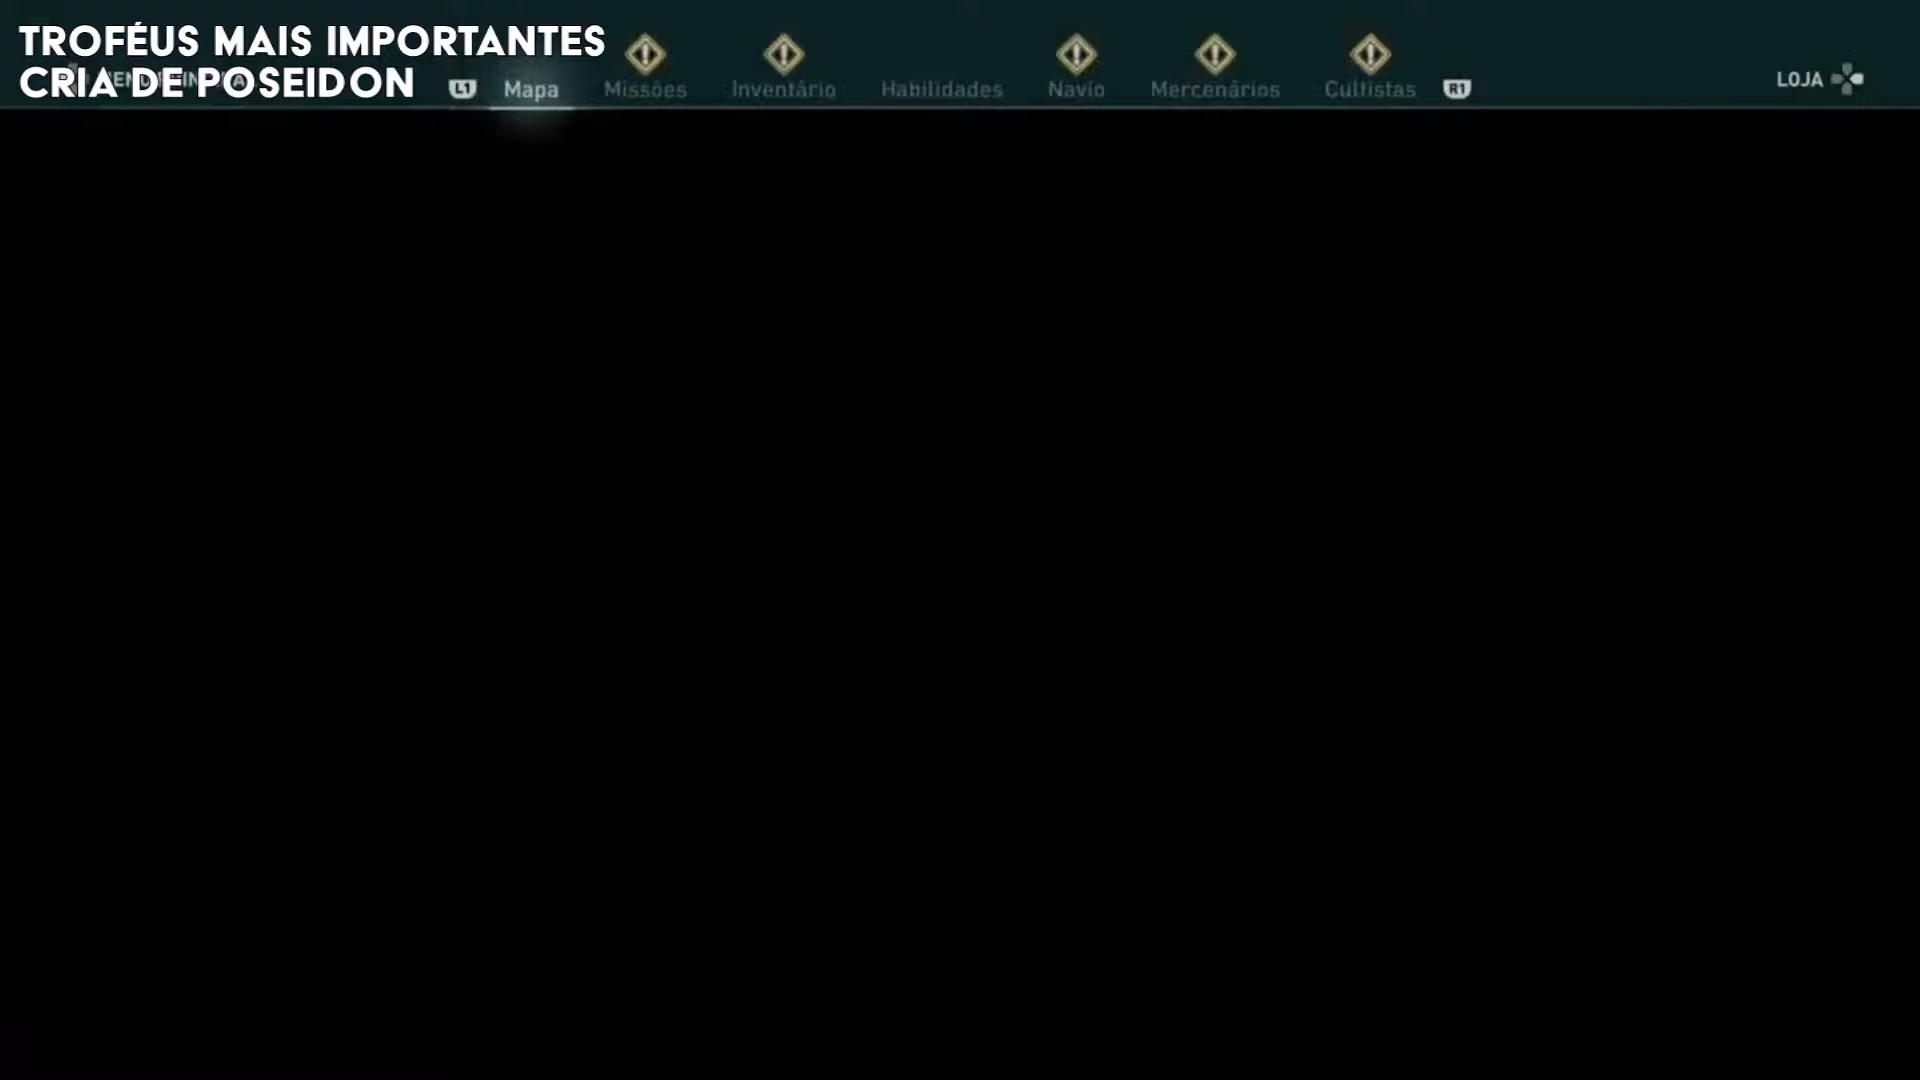 TROFÉUS MAIS IMPORTANTES
CRIA DE POSEIDON
L1 Mapa Missões Inventário Habilidades Navio Mercenários Cultistas R1
LOJA